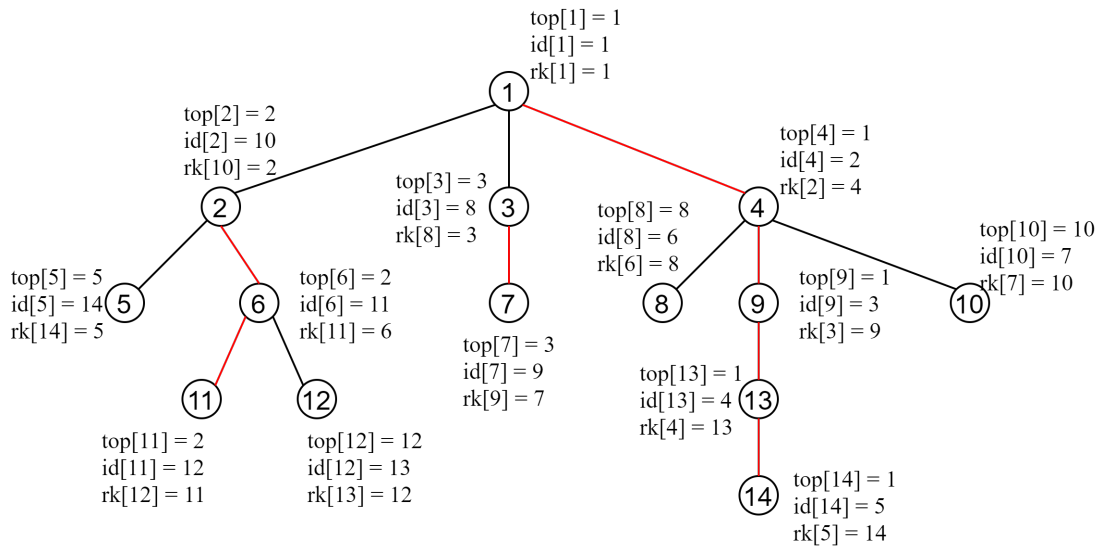 top[1] = 1
id[1] = 1
rk[1] = 1
1
top[2] = 2
id[2] = 10
rk[10] = 2
2
top[3] = 3
id[3] = 8
rk[8] = 3
3
top[4] = 1
id[4] = 2
rk[2] = 4
4
top[5] = 5
id[5] = 14
rk[14] = 5
5
top[6] = 2
id[6] = 11
rk[11] = 6
6
7
top[7] = 3
id[7] = 9
rk[9] = 7
top[8] = 8
id[8] = 6
rk[6] = 8
8
top[9] = 1
id[9] = 3
rk[3] = 9
9
top[10] = 10
id[10] = 7
rk[7] = 10
10
11
top[11] = 2
id[11] = 12
rk[12] = 11
12
top[12] = 12
id[12] = 13
rk[13] = 12
top[13] = 1
id[13] = 4
rk[4] = 13
13
14
top[14] = 1
id[14] = 5
rk[5] = 14